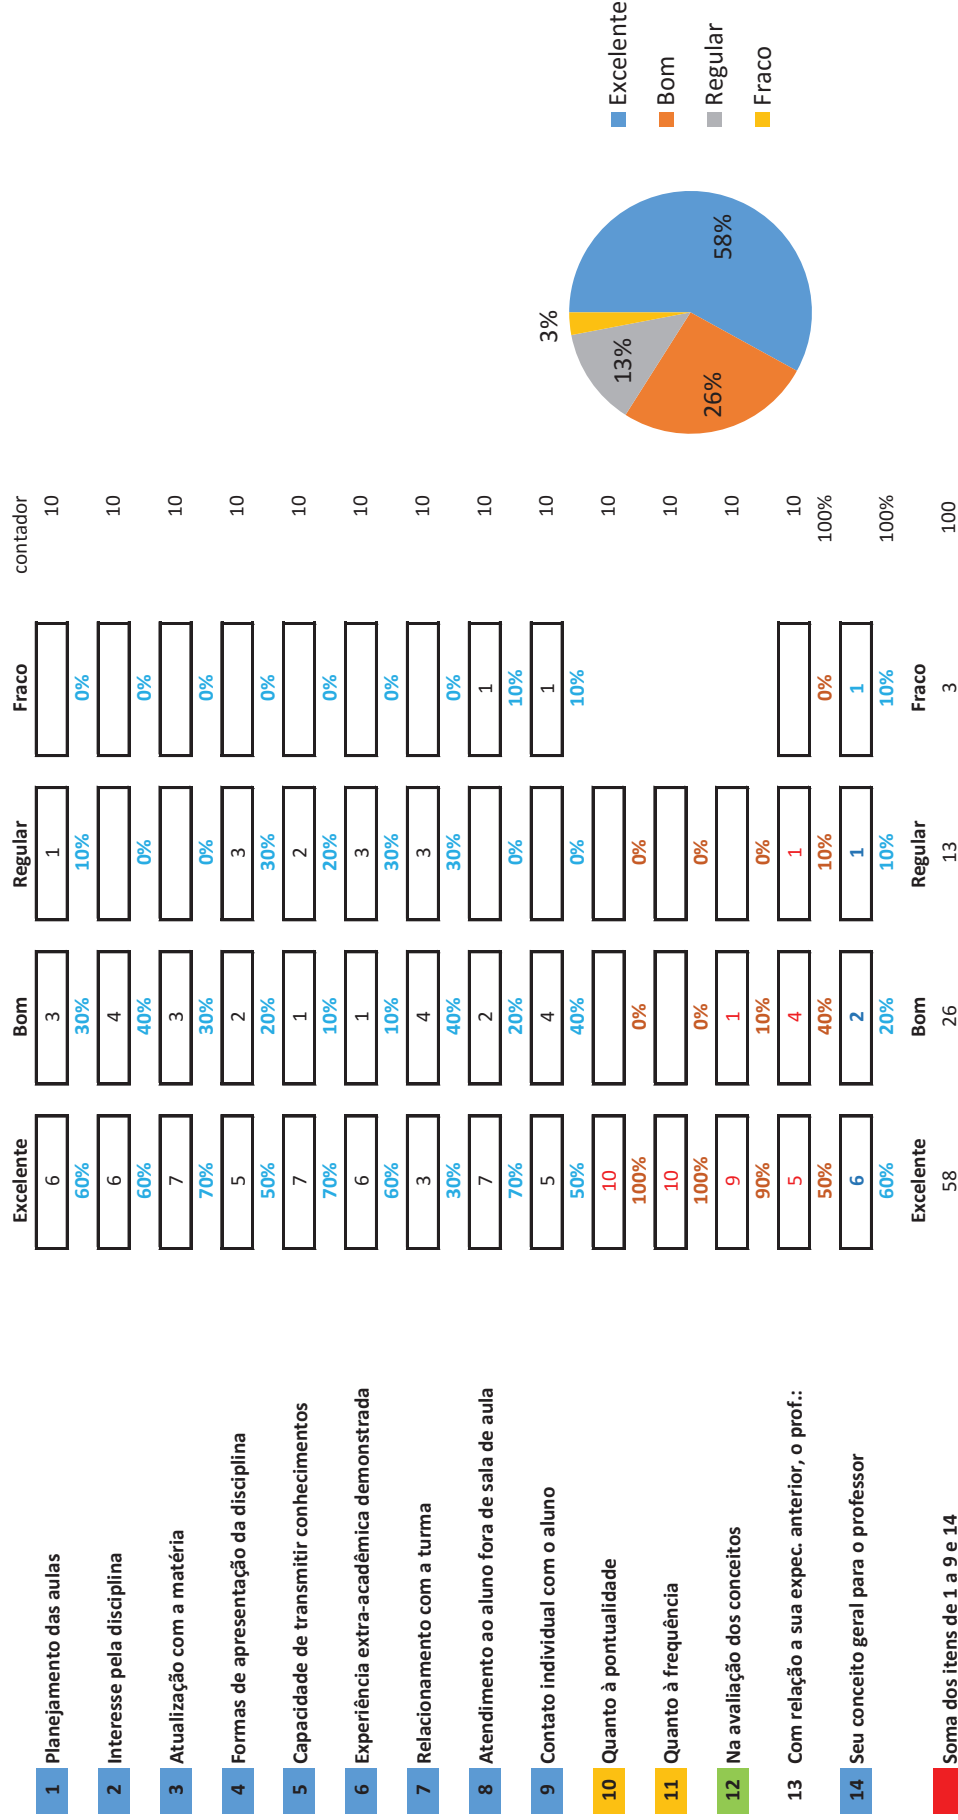 Excelente Bom Regular Fraco contador
1 Planejamento das aulas 6 3 1 10
60% 30% 10% 0%
2 Interesse pela disciplina 6 4 10
60% 40% 0% 0%
3 Atualização com a matéria 7 3 10
70% 30% 0% 0%
4 Formas de apresentação da disciplina 5 2 3 10
50% 20% 30% 0%
5 Capacidade de transmitir conhecimentos 7 1 2 10
70% 10% 20% 0%
6 Experiência extra-acadêmica demonstrada 6 1 3 10
60% 10% 30% 0%
7 Relacionamento com a turma 3 4 3 10
30% 40% 30% 0%
8 Atendimento ao aluno fora de sala de aula 7 2 1 10
70% 20% 0% 10%
9 Contato individual com o aluno 5 4 1 10
50% 40% 0% 10%
10 Quanto à pontualidade 10 10
100% 0% 0%
11 Quanto à frequência 10 10
100% 0% 0%
12 Na avaliação dos conceitos 9 1 10
90% 10% 0%
13 Com relação a sua expec. anterior, o prof.: 5 4 1 10
50% 40% 10% 0% 100%
14 Seu conceito geral para o professor 6 2 1 1
60% 20% 10% 10% 100%
Excelente Bom Regular Fraco
Soma dos itens de 1 a 9 e 14 58 26 13 3 100
58%
26%
13%
3%
Excelente
Bom
Regular
Fraco